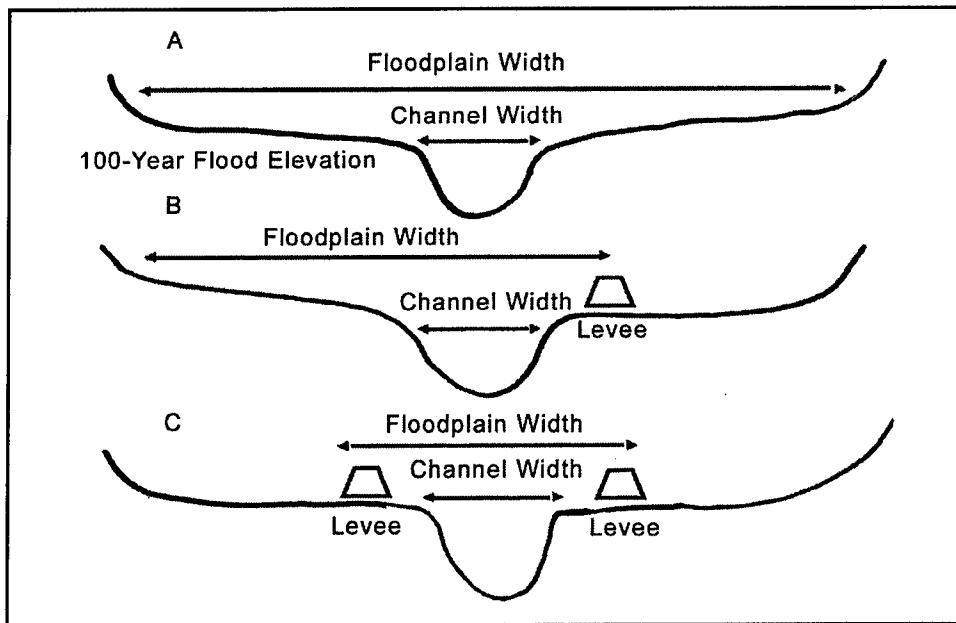 A
Floodplain Width
Channel Width
100-Year Flood Elevation
B
Floodplain Width
Channel Width
Levee
C
Floodplain Width
Channel Width
Levee
Levee